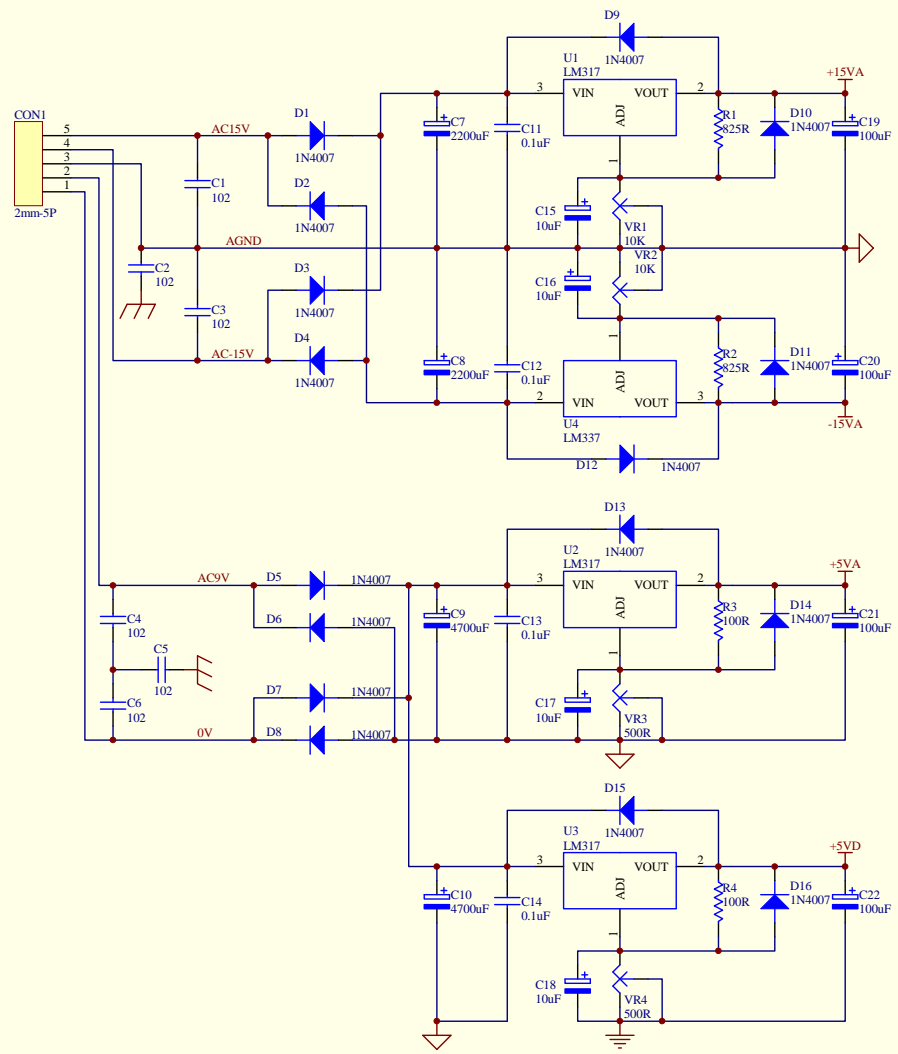 D9
1N4007
U1
LM317
3
VIN
VOUT
2
ADJ
1
+15VA
CON1
5
4
3
2
1
2mm-5P
AC15V
D1
1N4007
C7
2200uF
C11
0.1uF
R1
825R
D10
1N4007
C19
100uF
C1
102
D2
1N4007
C15
10uF
VR1
10K
AGND
VR2
10K
C2
102
D3
1N4007
C16
10uF
C3
102
D4
1N4007
AC-15V
C8
2200uF
C12
0.1uF
1
ADJ
2
VIN
VOUT
3
U4
LM337
R2
825R
D11
1N4007
C20
100uF
-15VA
D12
1N4007
D13
1N4007
U2
LM317
3
VIN
VOUT
2
ADJ
1
+5VA
AC9V
D5
1N4007
D6
1N4007
C9
4700uF
C13
0.1uF
R3
100R
D14
1N4007
C21
100uF
C4
102
C5
102
C6
102
D7
1N4007
0V
D8
1N4007
C17
10uF
VR3
500R
D15
1N4007
U3
LM317
3
VIN
VOUT
2
ADJ
1
+5VD
C10
4700uF
C14
0.1uF
R4
100R
D16
1N4007
C22
100uF
C18
10uF
VR4
500R